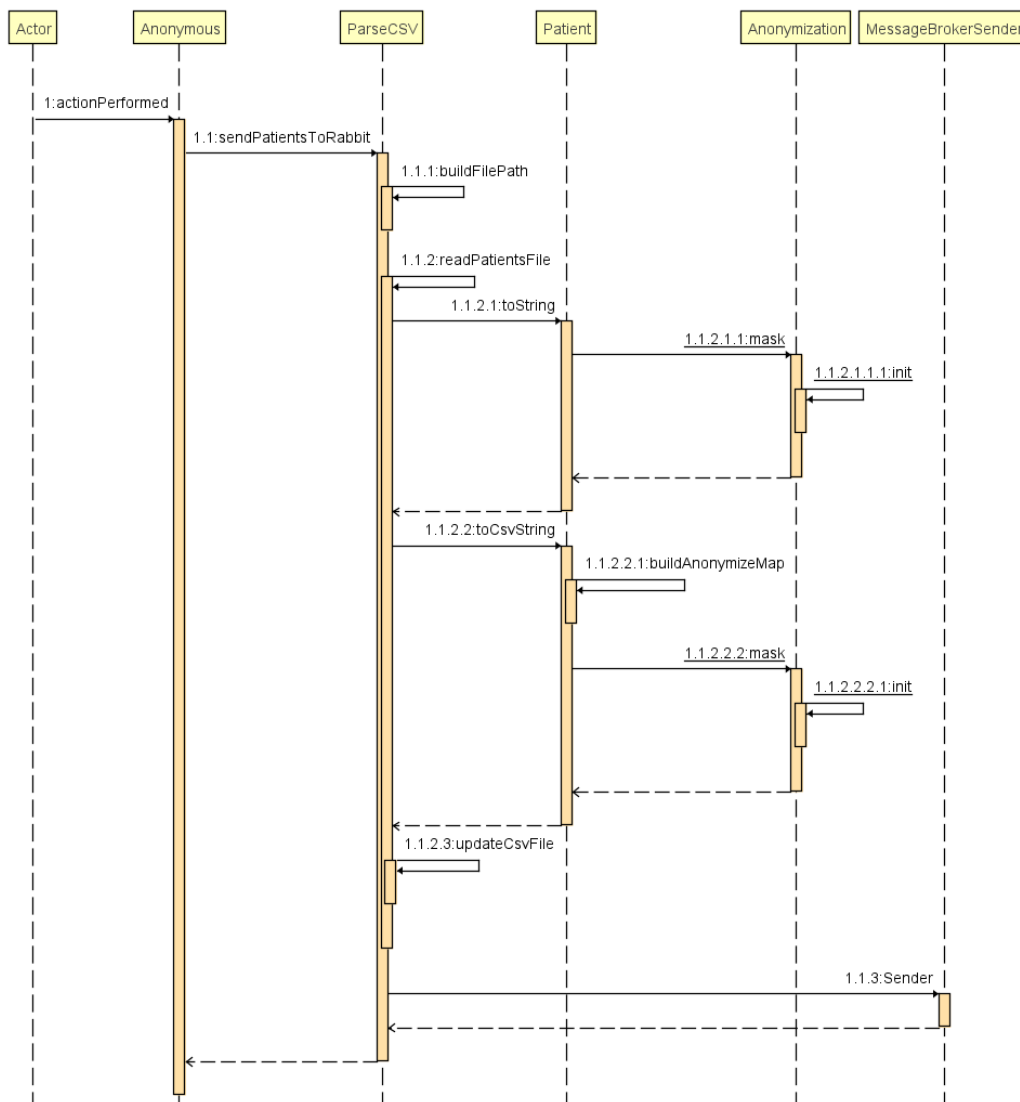 Actor Anonymous ParseCSV Patient Anonymization MessageBrokerSender
1:actionPerformed
1.1:sendPatientsToRabbit
1.1.1:buildFilePath
1.1.2:readPatientsFile
1.1.2.1:toString
1.1.2.1.1:mask
1.1.2.1.1.1:init
1.1.2.2:toCsvString
1.1.2.2.1:buildAnonymizeMap
1.1.2.2.2:mask
1.1.2.2.2.1:init
1.1.2.3:updateCsvFile
1.1.3:Sender